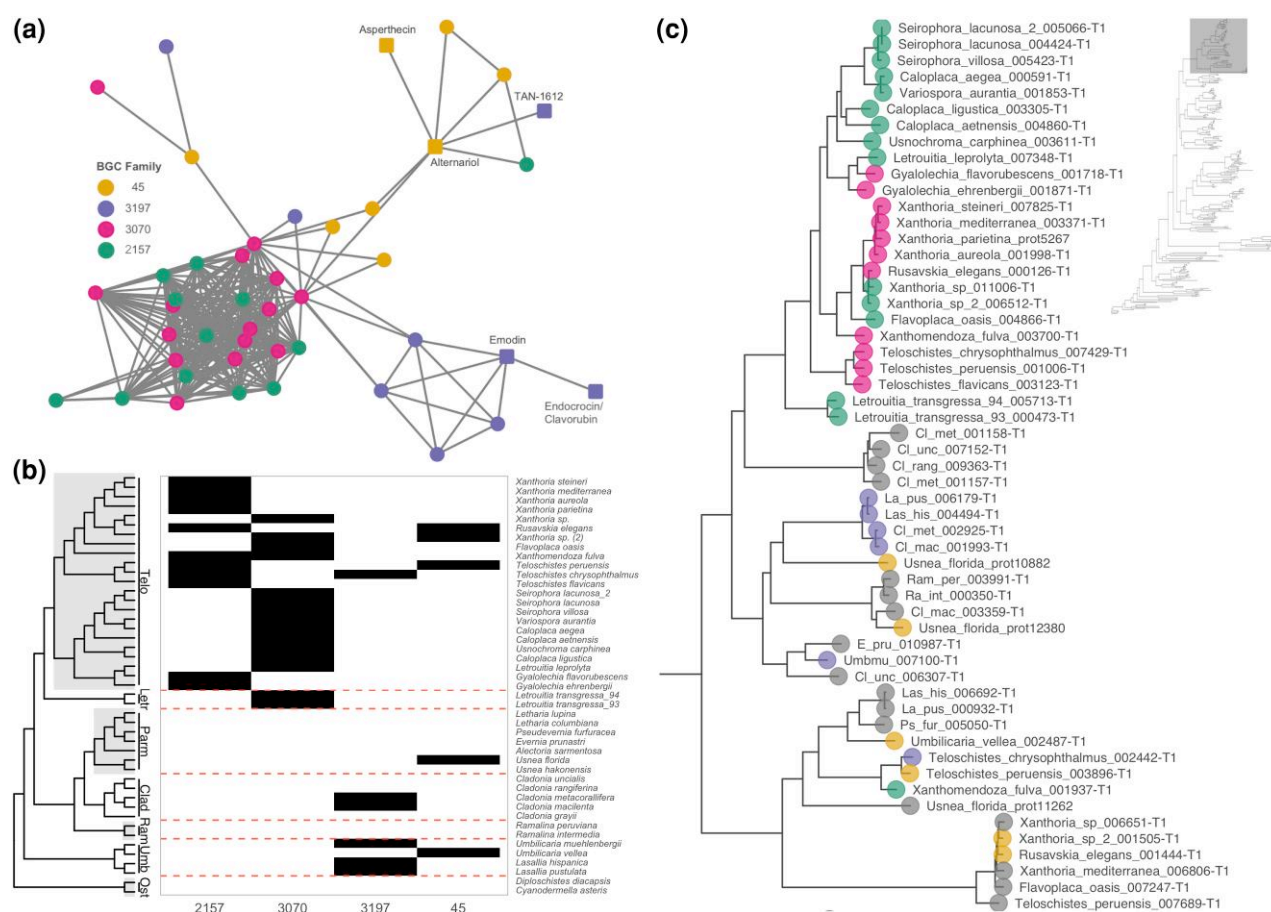 (a)
Asperthecin
TAN-1612
Alternariol
BGC Family
45
3197
3070
2157
Emodin
Endocrocin/
Clavorubin
(b)
Telo
Letr
Parm
Clad
Ram
Umb
Ost
Xanthoria steineri
Xanthoria mediterranea
Xanthoria aureola
Xanthoria parietina
Xanthoria sp.
Rusavskia elegans
Xanthoria sp. (2)
Flavoplaca oasis
Xanthomendoza fulva
Teloschistes peruensis
Teloschistes chrysophthalmus
Teloschistes flavicans
Seirophora lacunosa_2
Seirophora lacunosa
Seirophora villosa
Variospora aurantia
Caloplaca aegea
Caloplaca aetnensis
Usnochroma carphinea
Caloplaca ligustica
Letrouitia leprolyta
Gyalolechia flavorubescens
Gyalolechia ehrenbergii
Letrouitia transgressa_94
Letrouitia transgressa_93
Letharia lupina
Letharia columbiana
Pseudevernia furfuracea
Evernia prunastri
Alectoria sarmentosa
Usnea florida
Usnea hakonensis
Cladonia uncialis
Cladonia rangiferina
Cladonia metacorallifera
Cladonia macilenta
Cladonia grayii
Ramalina peruviana
Ramalina intermedia
Umbilicaria muehlenbergii
Umbilicaria vellea
Lasallia hispanica
Lasallia pustulata
Diploschistes diacapsis
Cyanodermella asteris
2157 3070 3197 45
(c)
Seirophora_lacunosa_2_005066-T1
Seirophora_lacunosa_004424-T1
Seirophora_villosa_005423-T1
Caloplaca_aegea_000591-T1
Variospora_aurantia_001853-T1
Caloplaca_ligustica_003305-T1
Caloplaca_aetnensis_004860-T1
Usnochroma_carphinea_003611-T1
Letrouitia_leprolyta_007348-T1
Gyalolechia_flavorubescens_001718-T1
Gyalolechia_ehrenbergii_001871-T1
Xanthoria_steineri_007825-T1
Xanthoria_mediterranea_003371-T1
Xanthoria_parietina_prot5267
Xanthoria_aureola_001998-T1
Rusavskia_elegans_000126-T1
Xanthoria_sp_011006-T1
Xanthoria_sp_2_006512-T1
Flavoplaca_oasis_004866-T1
Xanthomendoza_fulva_003700-T1
Teloschistes_chrysophthalmus_007429-T1
Teloschistes_peruensis_001006-T1
Teloschistes_flavicans_003123-T1
Letrouitia_transgressa_94_005713-T1
Letrouitia_transgressa_93_000473-T1
Cl_met_001158-T1
Cl_unc_007152-T1
Cl_rang_009363-T1
Cl_met_001157-T1
La_pus_006179-T1
Las_his_004494-T1
Cl_met_002925-T1
Cl_mac_001993-T1
Usnea_florida_prot10882
Ram_per_003991-T1
Ra_int_000350-T1
Cl_mac_003359-T1
Usnea_florida_prot12380
E_pru_010987-T1
Umbmu_007100-T1
Cl_unc_006307-T1
Las_his_006692-T1
La_pus_000932-T1
Ps_fur_005050-T1
Umbilicaria_vellea_002487-T1
Teloschistes_chrysophthalmus_002442-T1
Teloschistes_peruensis_003896-T1
Xanthomendoza_fulva_001937-T1
Usnea_florida_prot11262
Xanthoria_sp_006651-T1
Xanthoria_sp_2_001505-T1
Rusavskia_elegans_001444-T1
Xanthoria_mediterranea_006806-T1
Flavoplaca_oasis_007247-T1
Teloschistes_peruensis_007689-T1